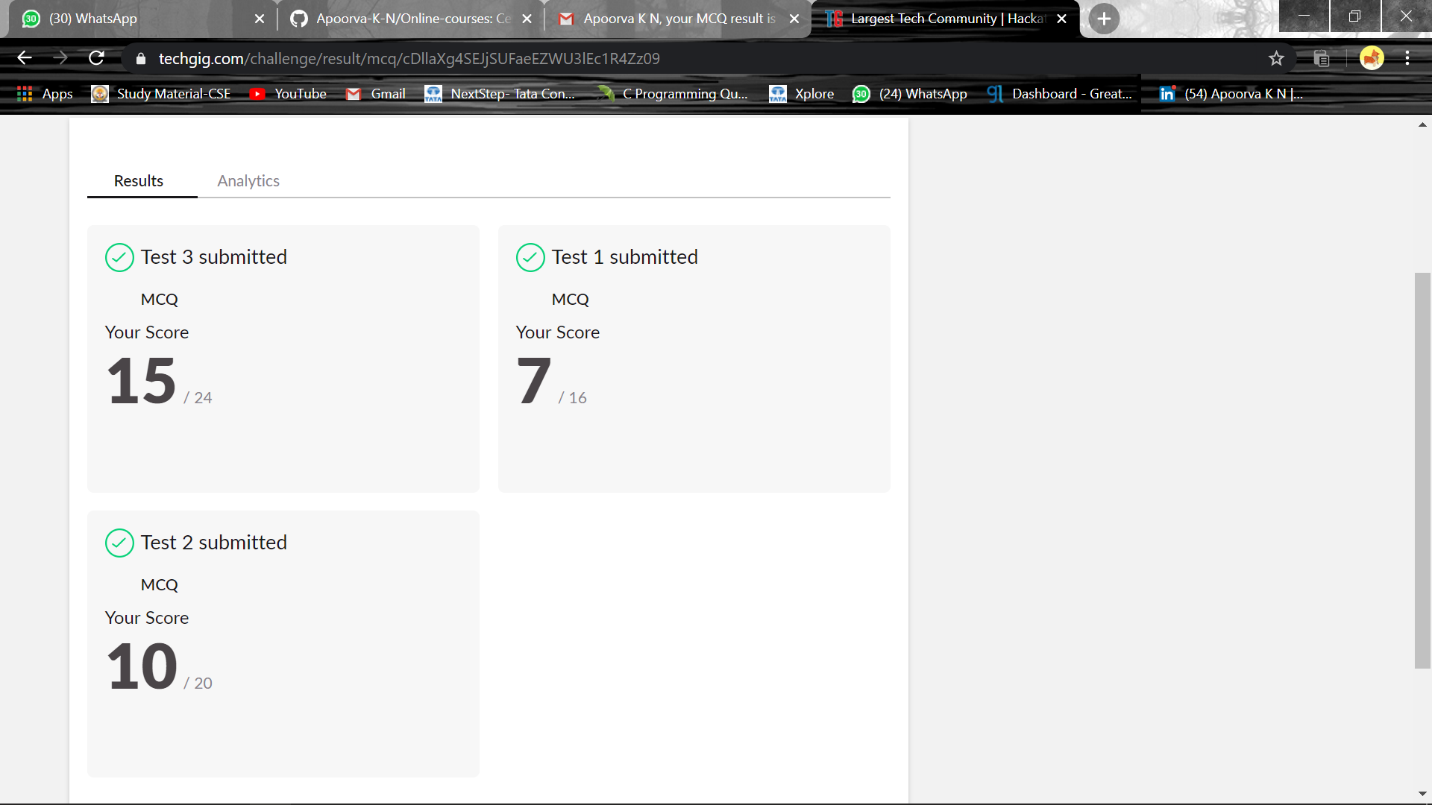 (30) WhatsApp
Apoorva-K-N/Online-courses: Ce
Apoorva K N, your MCQ result is
Largest Tech Community | Hacka
techgig.com/challenge/result/mcq/cDllaXg4SEJjSUFaeEZWU3lEc1R4Zz09
Apps
Study Material-CSE
YouTube
Gmail
NextStep- Tata Con...
C Programming Qu...
Xplore
(24) WhatsApp
Dashboard - Great...
(54) Apoorva K N |...
Results
Analytics
Test 3 submitted
MCQ
Your Score
15 / 24
Test 1 submitted
MCQ
Your Score
7 / 16
Test 2 submitted
MCQ
Your Score
10 / 20